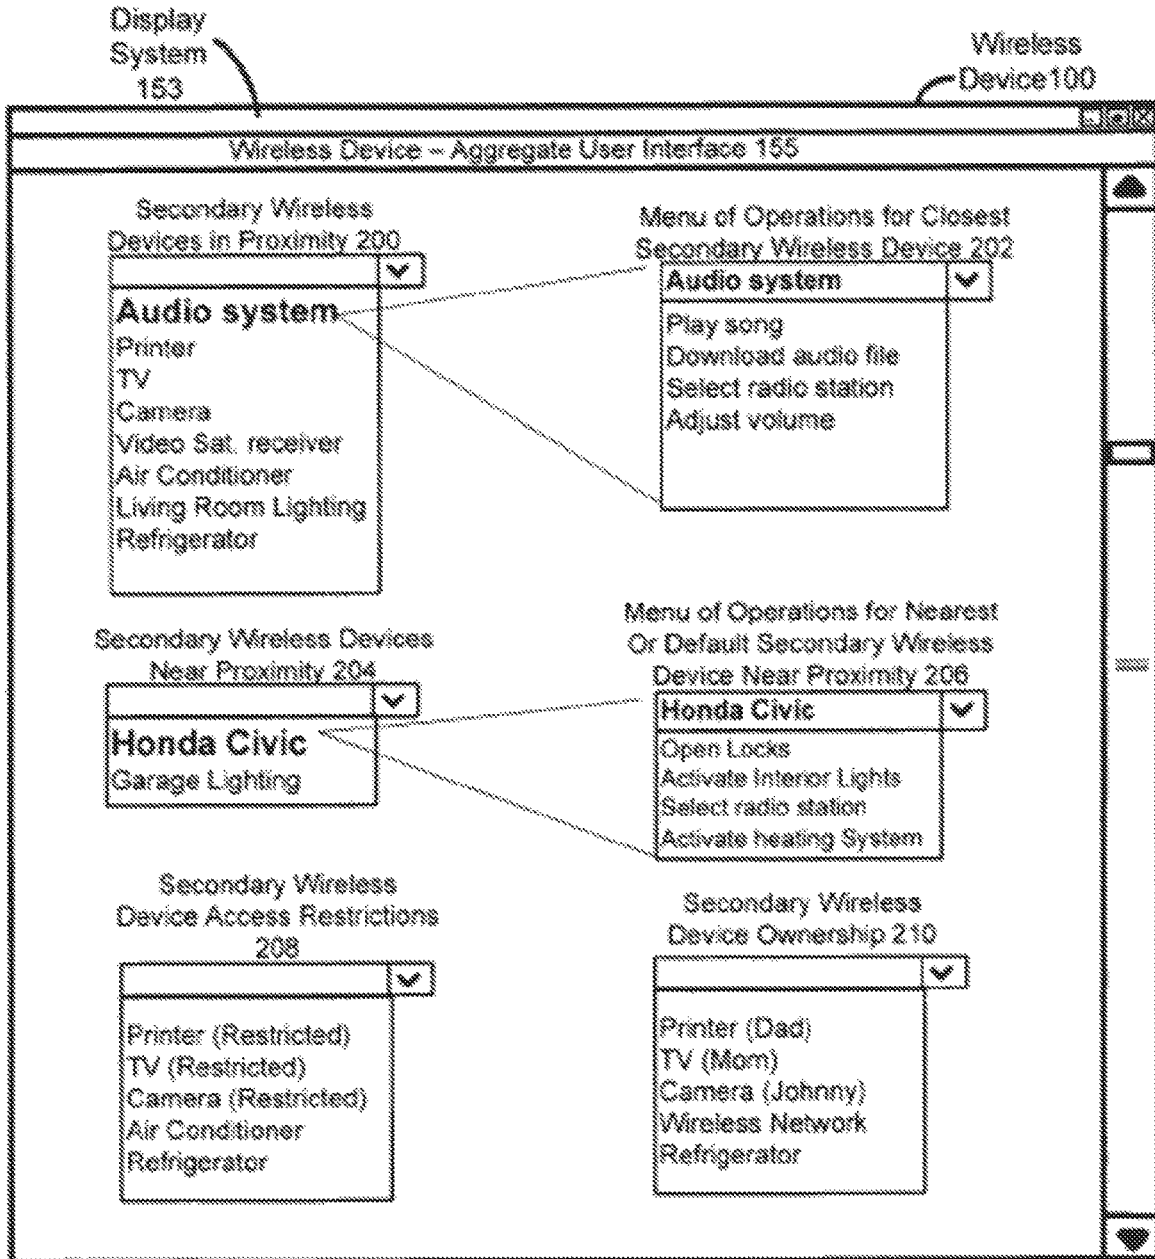 Display
System
153
Wireless
Device100
Wireless Device – Aggregate User Interface 155
Secondary Wireless
Devices in Proximity 200
Audio system
Printer
TV
Camera
Video Sat. receiver
Air Conditioner
Living Room Lighting
Refrigerator
Menu of Operations for Closest
Secondary Wireless Device 202
Audio system
Play song
Download audio file
Select radio station
Adjust volume
Secondary Wireless Devices
Near Proximity 204
Honda Civic
Garage Lighting
Menu of Operations for Nearest
Or Default Secondary Wireless
Device Near Proximity 206
Honda Civic
Open Locks
Activate Interior Lights
Select radio station
Activate heating System
Secondary Wireless
Device Access Restrictions
208
Printer (Restricted)
TV (Restricted)
Camera (Restricted)
Air Conditioner
Refrigerator
Secondary Wireless
Device Ownership 210
Printer (Dad)
TV (Mom)
Camera (Johnny)
Wireless Network
Refrigerator